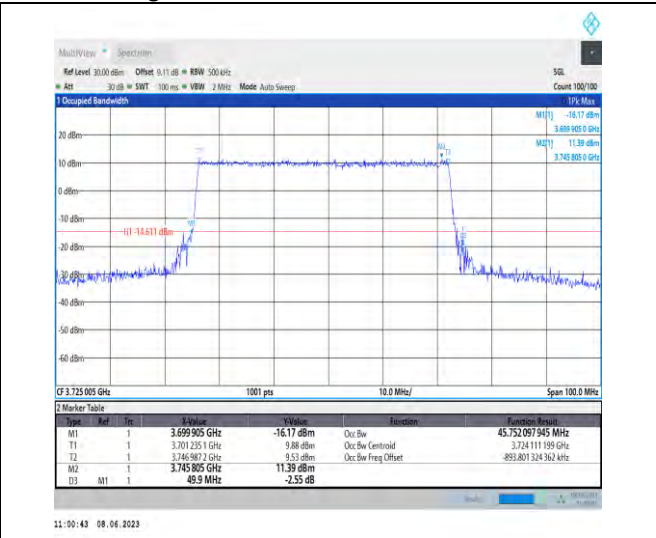 MultiView Spectrum
Ref Level 30.00 dBm Offset 9.11 dB RBW 500 kHz SGL
Att 30 dB SWT 100 ms VBW 2 MHz Mode Auto Sweep Count 100/100
1 Occupied Bandwidth 1Pk Max
M1[1] -16.17 dBm
3.699 905 0 GHz
M2[1] 11.39 dBm
3.745 805 0 GHz
20 dBm
10 dBm
0 dBm
-10 dBm
H1 -14.611 dBm
-20 dBm
-30 dBm
-40 dBm
-50 dBm
-60 dBm
CF 3.725 005 GHz 1001 pts 10.0 MHz/ Span 100.0 MHz
2 Marker Table
Type Ref Trc X-Value Y-Value Function Function Result
M1 1 3.699 905 GHz -16.17 dBm Occ Bw 45.752 097 945 MHz
T1 1 3.701 235 1 GHz 9.88 dBm Occ Bw Centroid 3.724 111 199 GHz
T2 1 3.746 987 2 GHz 9.53 dBm Occ Bw Freq Offset -893.801 324 362 kHz
M2 1 3.745 805 GHz 11.39 dBm
D3 M1 1 49.9 MHz -2.55 dB
11:00:43 08.06.2023